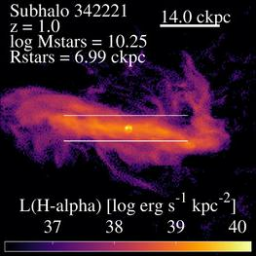 Subhalo 342221
14.0 ckpc
z = 1.0
log Mstars = 10.25
Rstars = 6.99 ckpc
L(H-alpha) [log erg s⁻¹ kpc⁻²]
37 38 39 40